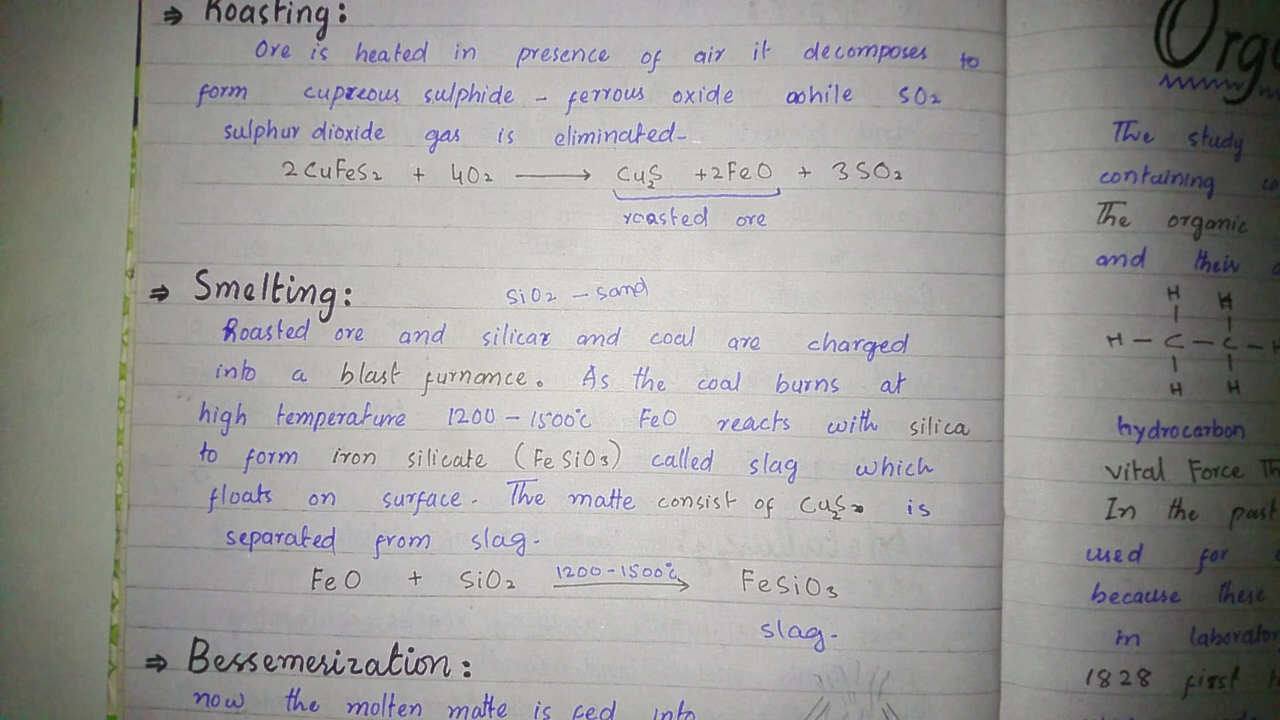 ⇒ Roasting:
Ore is heated in presence of air it decomposes to
form cupreous sulphide - ferrous oxide while SO2
sulphur dioxide gas is eliminated-
2CuFeS2 + 4O2 ⟶ Cu2S + 2FeO + 3SO2
roasted ore
⇒ Smelting:
SiO2 - sand
Roasted ore and silica and coal are charged
into a blast furnance. As the coal burns at
high temperature 1200-1500°C FeO reacts with silica
to form iron silicate (FeSiO3) called slag which
floats on surface. The matte consist of Cu2S is
separated from slag.
FeO + SiO2 1200-1500°C ⟶ FeSiO3
slag.
⇒ Bessemerization:
now the molten matte is fed into
Orga
The study
containing
The organic
and their
H H
H - C - C - H
H H
hydrocarbon
Vital Force Th
In the past
used for
because these
in laborator
1828 first